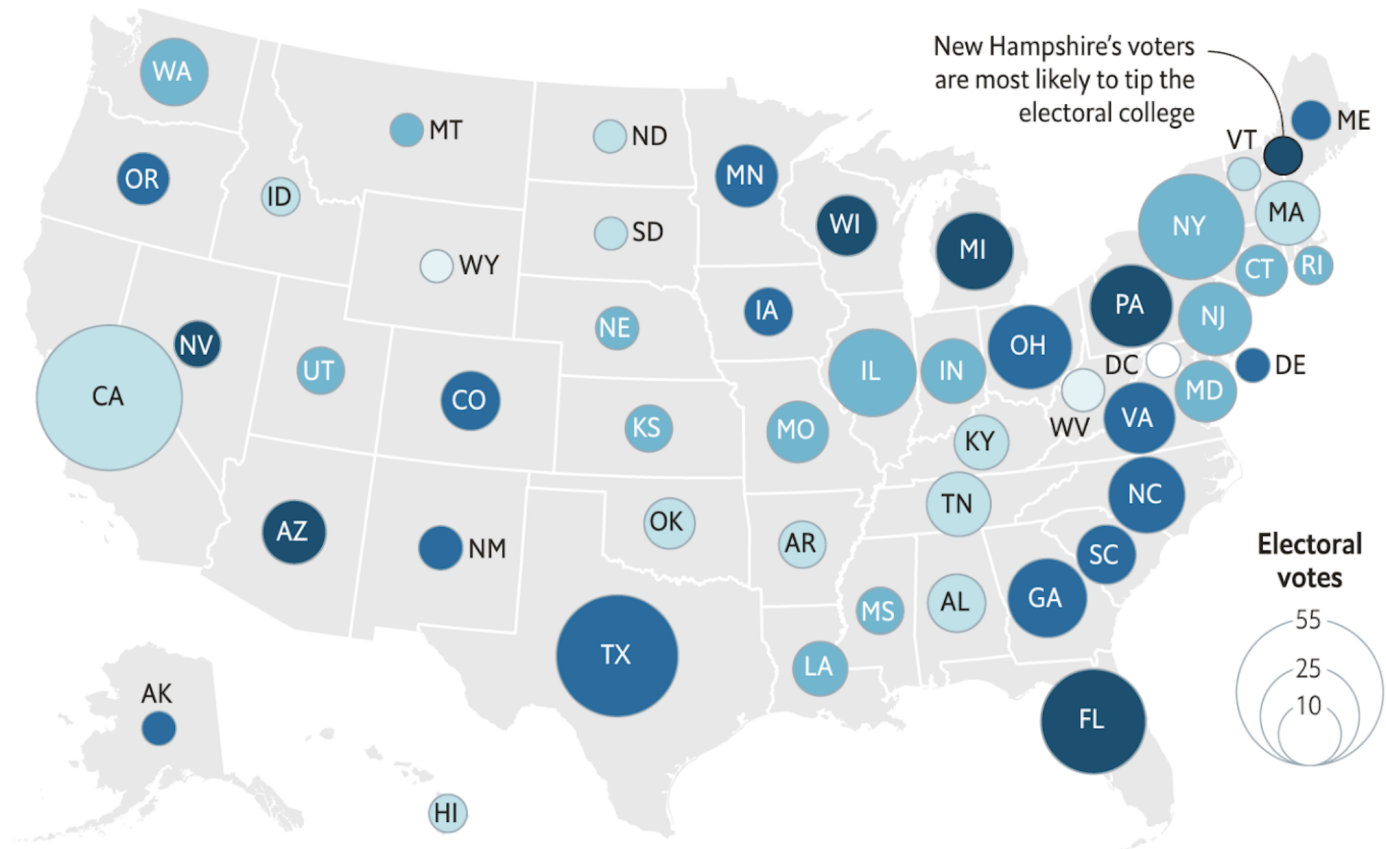 New Hampshire's voters
are most likely to tip the
electoral college
WA
MT
ND
MN
VT
ME
OR
ID
SD
WI
MI
NY
MA
WY
CT
RI
NV
NE
IA
PA
NJ
CA
UT
CO
KS
MO
IL
IN
OH
DC
DE
MD
WV
VA
KY
AZ
NM
OK
AR
TN
NC
SC
MS
AL
GA
TX
LA
FL
AK
HI
Electoral
votes
55
25
10